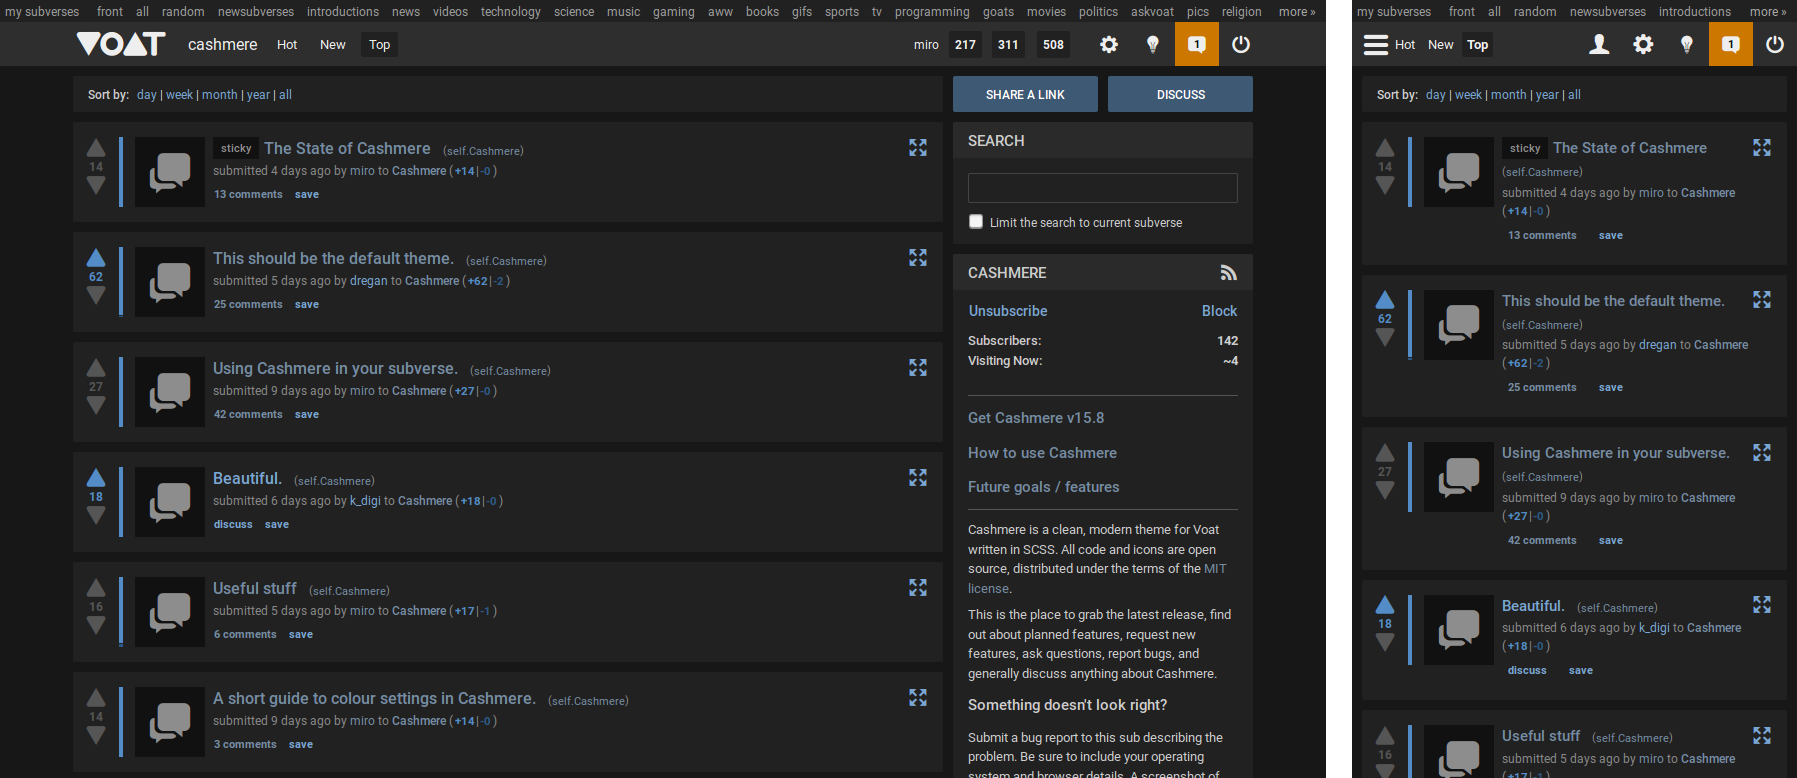 my subverses front all random newsubverses introductions news videos technology science music gaming aww books gifs sports tv programming goats movies politics askvoat pics religion more »
VOAT cashmere Hot New Top miro 217 311 508 1
Sort by: day | week | month | year | all
14
sticky The State of Cashmere (self.Cashmere)
submitted 4 days ago by miro to Cashmere ( +14 | -0 )
13 comments save
62
This should be the default theme. (self.Cashmere)
submitted 5 days ago by dregan to Cashmere ( +62 | -2 )
25 comments save
27
Using Cashmere in your subverse. (self.Cashmere)
submitted 9 days ago by miro to Cashmere ( +27 | -0 )
42 comments save
18
Beautiful. (self.Cashmere)
submitted 6 days ago by k_digi to Cashmere ( +18 | -0 )
discuss save
16
Useful stuff (self.Cashmere)
submitted 5 days ago by miro to Cashmere ( +17 | -1 )
6 comments save
14
A short guide to colour settings in Cashmere. (self.Cashmere)
submitted 9 days ago by miro to Cashmere ( +14 | -0 )
3 comments save
SHARE A LINK DISCUSS
SEARCH
Limit the search to current subverse
CASHMERE
Unsubscribe Block
Subscribers: 142
Visiting Now: ~4
Get Cashmere v15.8
How to use Cashmere
Future goals / features
Cashmere is a clean, modern theme for Voat
written in SCSS. All code and icons are open
source, distributed under the terms of the MIT
license.
This is the place to grab the latest release, find
out about planned features, request new
features, ask questions, report bugs, and
generally discuss anything about Cashmere.
Something doesn't look right?
Submit a bug report to this sub describing the
problem. Be sure to include your operating
system and browser details. A screenshot of
my subverses front all random newsubverses introductions more »
Hot New Top 1
Sort by: day | week | month | year | all
14
sticky The State of Cashmere
(self.Cashmere)
submitted 4 days ago by miro to Cashmere
( +14 | -0 )
13 comments save
62
This should be the default theme.
(self.Cashmere)
submitted 5 days ago by dregan to Cashmere
( +62 | -2 )
25 comments save
27
Using Cashmere in your subverse.
(self.Cashmere)
submitted 9 days ago by miro to Cashmere
( +27 | -0 )
42 comments save
18
Beautiful. (self.Cashmere)
submitted 6 days ago by k_digi to Cashmere
( +18 | -0 )
discuss save
16
Useful stuff (self.Cashmere)
submitted 5 days ago by miro to Cashmere
( +17 | -1 )